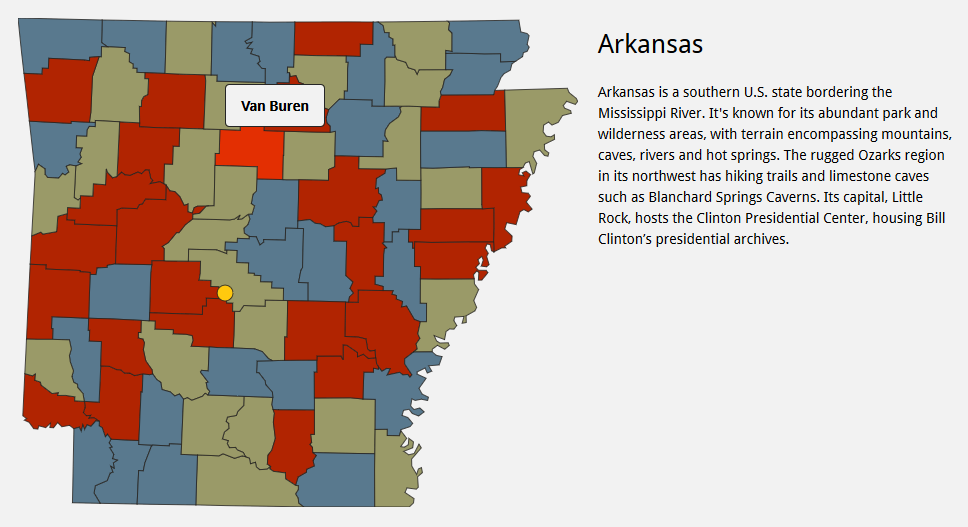 Arkansas
Arkansas is a southern U.S. state bordering the
Mississippi River. It's known for its abundant park and
wilderness areas, with terrain encompassing mountains,
caves, rivers and hot springs. The rugged Ozarks region
in its northwest has hiking trails and limestone caves
such as Blanchard Springs Caverns. Its capital, Little
Rock, hosts the Clinton Presidential Center, housing Bill
Clinton’s presidential archives.
Van Buren